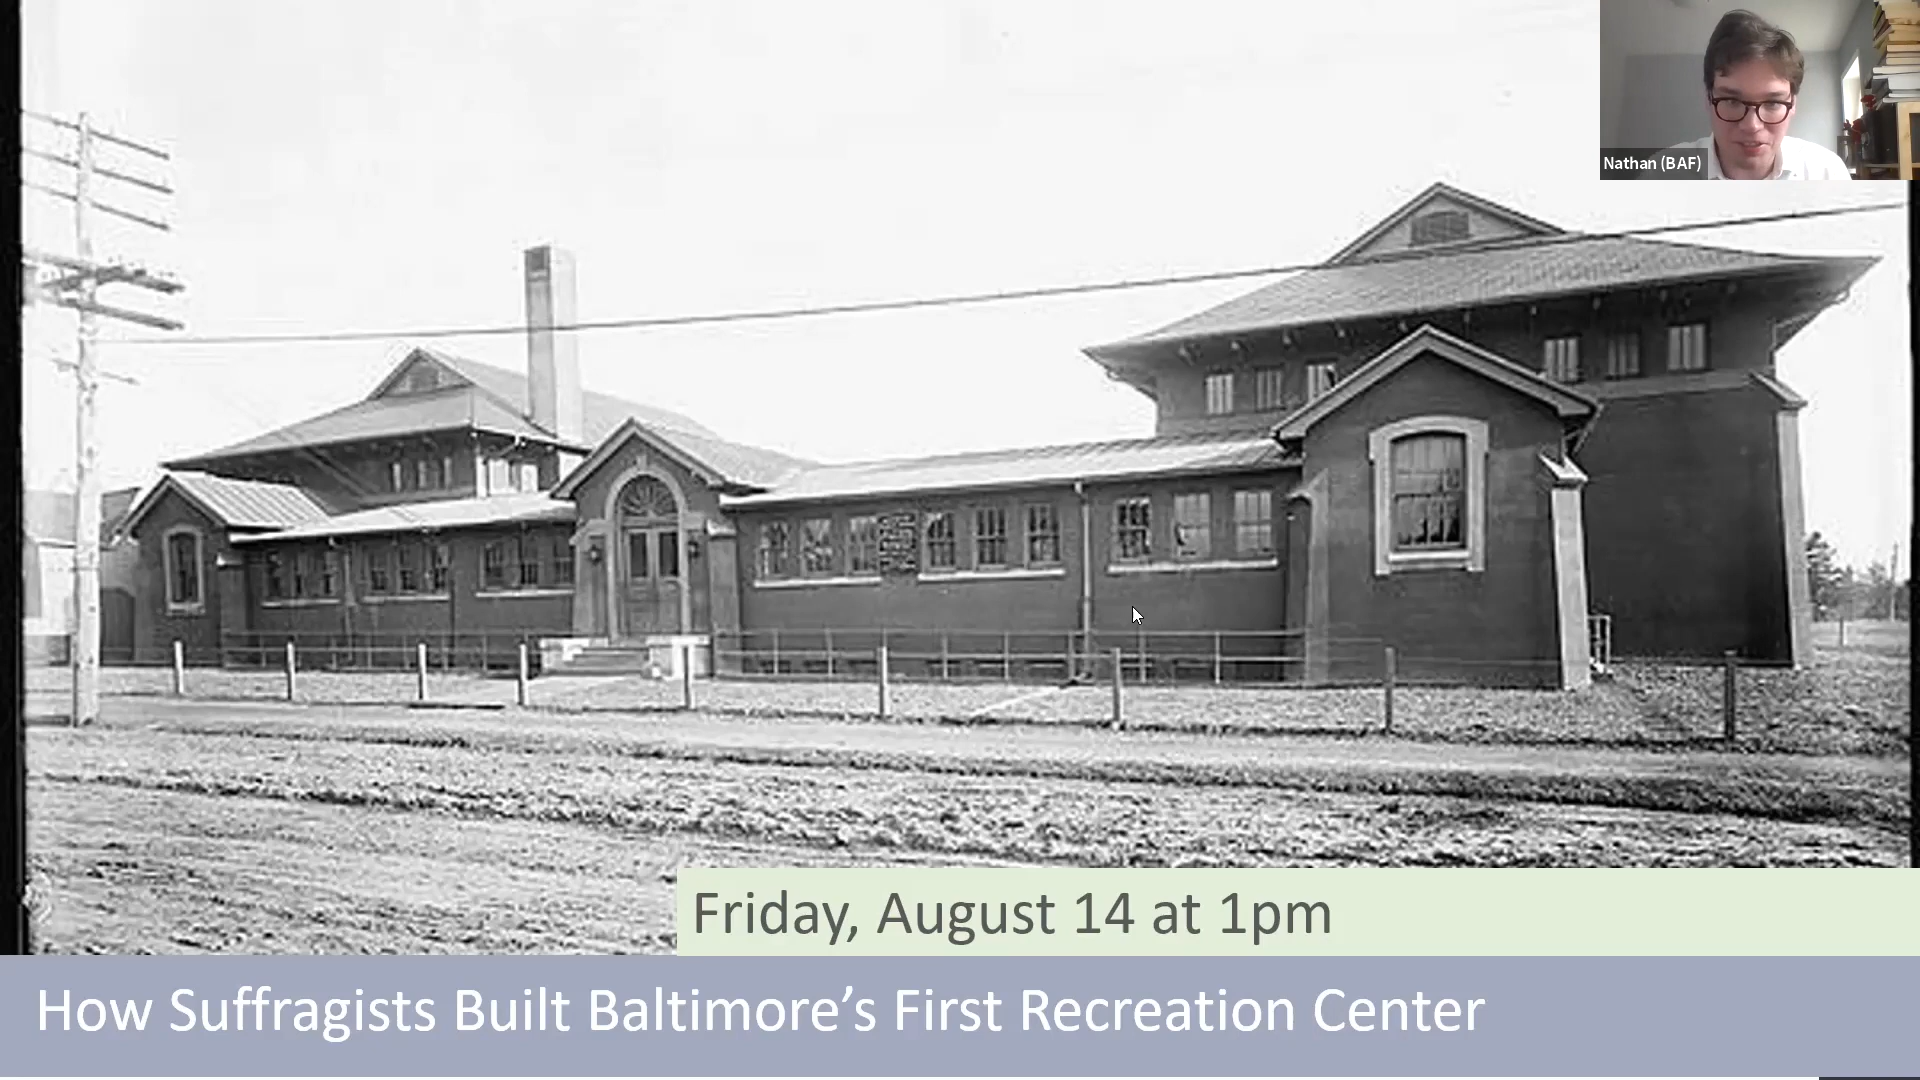 Nathan (BAF)
Friday, August 14 at 1pm
How Suffragists Built Baltimore’s First Recreation Center